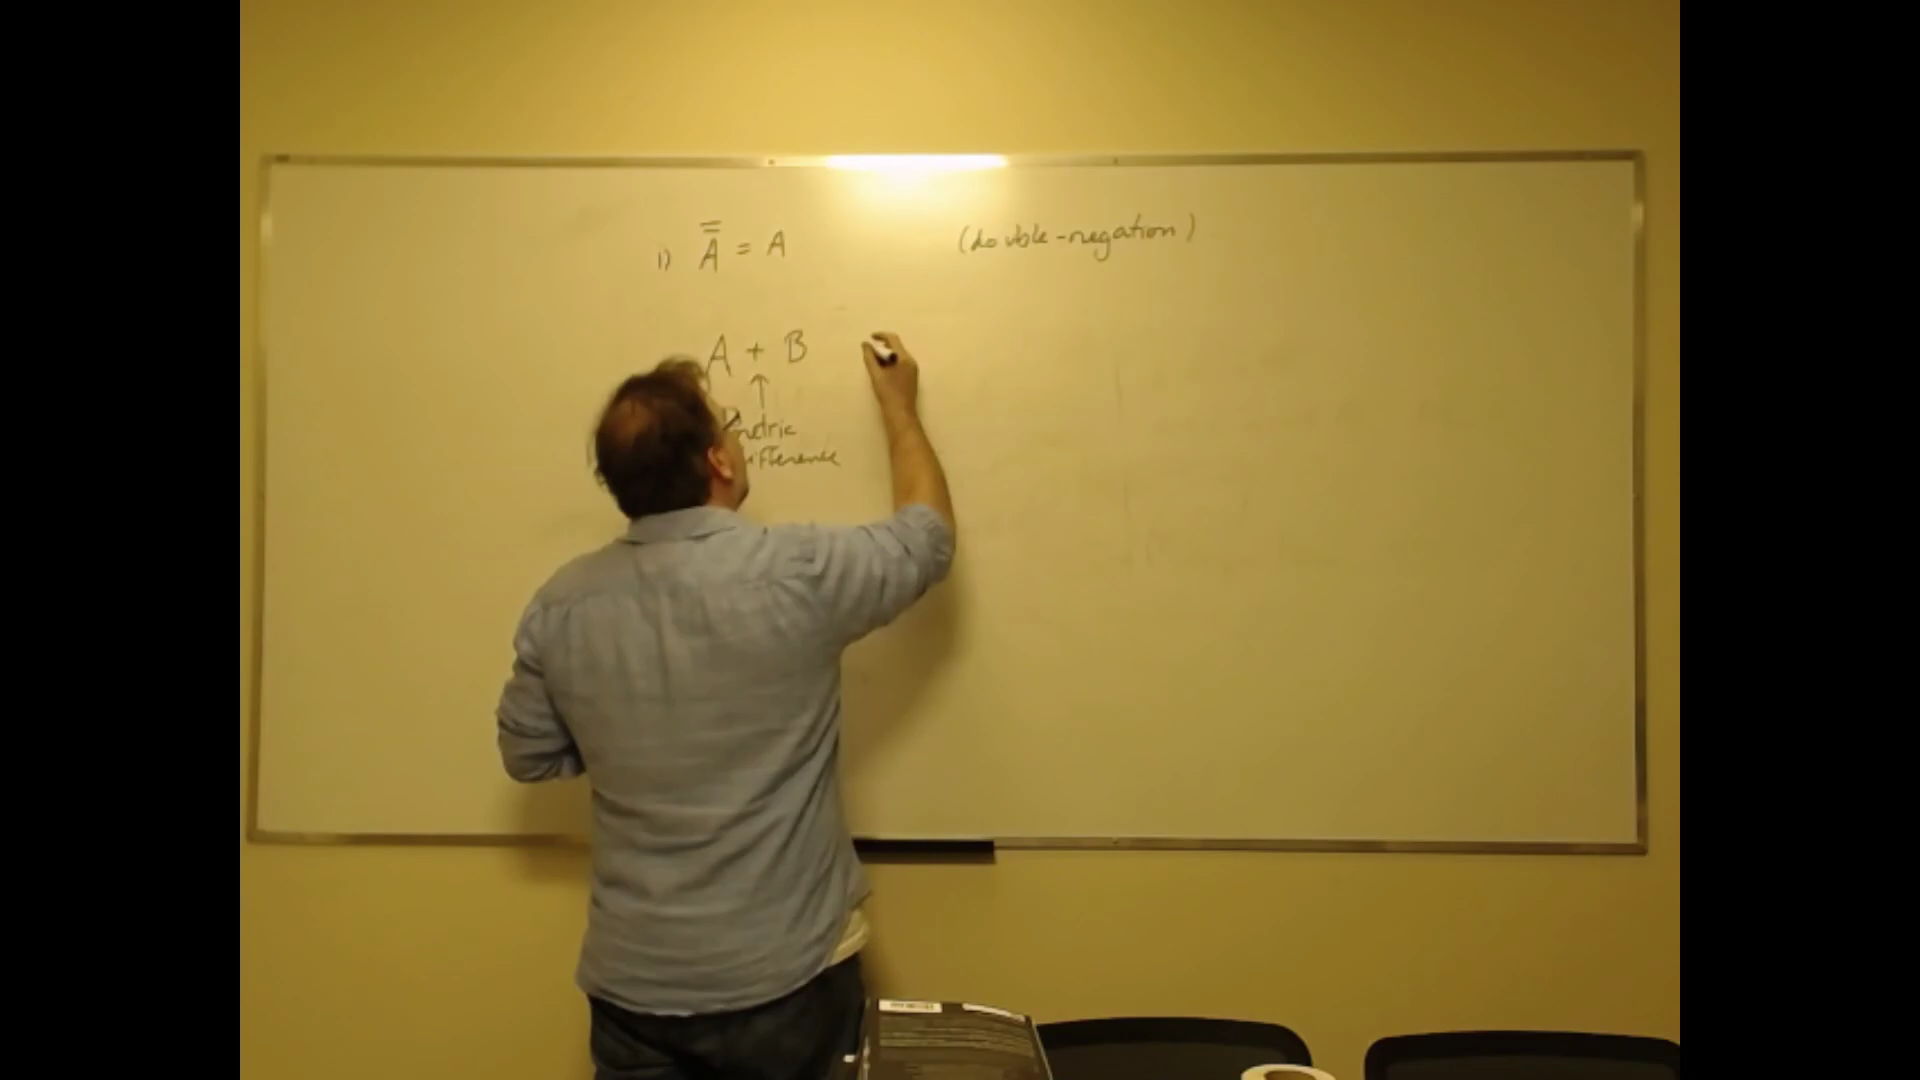 1) A̿ = A (double-negation)
A + B
↑